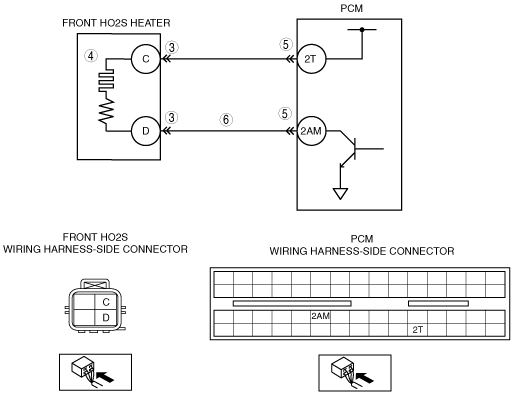 PCM
FRONT HO2S HEATER
4
C
3
5
2T
D
3
6
5
2AM
FRONT HO2S
WIRING HARNESS-SIDE CONNECTOR
PCM
WIRING HARNESS-SIDE CONNECTOR
C
D
2AM
2T